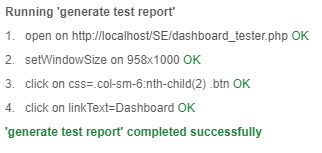 Running 'generate test report'
1. open on http://localhost/SE/dashboard_tester.php OK
2. setWindowSize on 958x1000 OK
3. click on css=.col-sm-6:nth-child(2) .btn OK
4. click on linkText=Dashboard OK
'generate test report' completed successfully